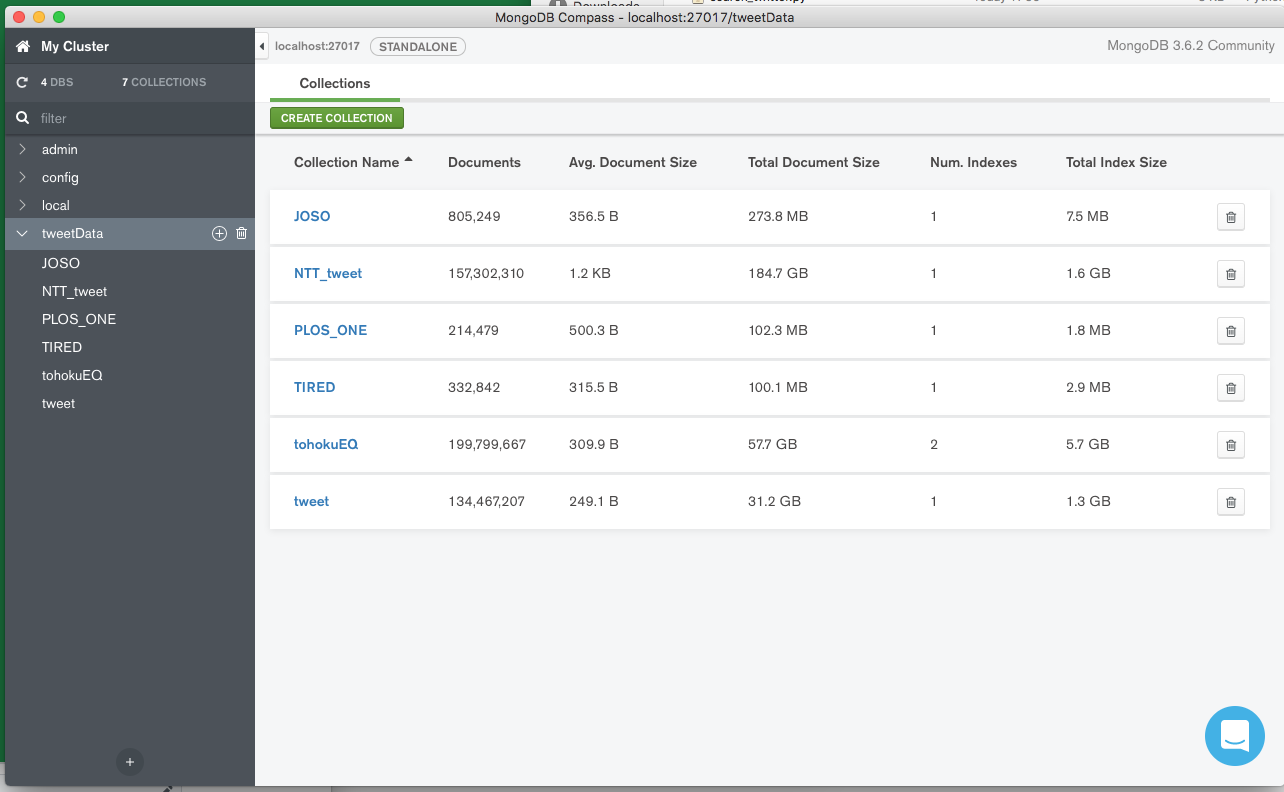 MongoDB Compass - localhost:27017/tweetData
My Cluster
localhost:27017 STANDALONE
MongoDB 3.6.2 Community
4 DBS 7 COLLECTIONS
filter
admin
config
local
tweetData
JOSO
NTT_tweet
PLOS_ONE
TIRED
tohokuEQ
tweet
Collections
CREATE COLLECTION
Collection Name Documents Avg. Document Size Total Document Size Num. Indexes Total Index Size
JOSO 805,249 356.5 B 273.8 MB 1 7.5 MB
NTT_tweet 157,302,310 1.2 KB 184.7 GB 1 1.6 GB
PLOS_ONE 214,479 500.3 B 102.3 MB 1 1.8 MB
TIRED 332,842 315.5 B 100.1 MB 1 2.9 MB
tohokuEQ 199,799,667 309.9 B 57.7 GB 2 5.7 GB
tweet 134,467,207 249.1 B 31.2 GB 1 1.3 GB